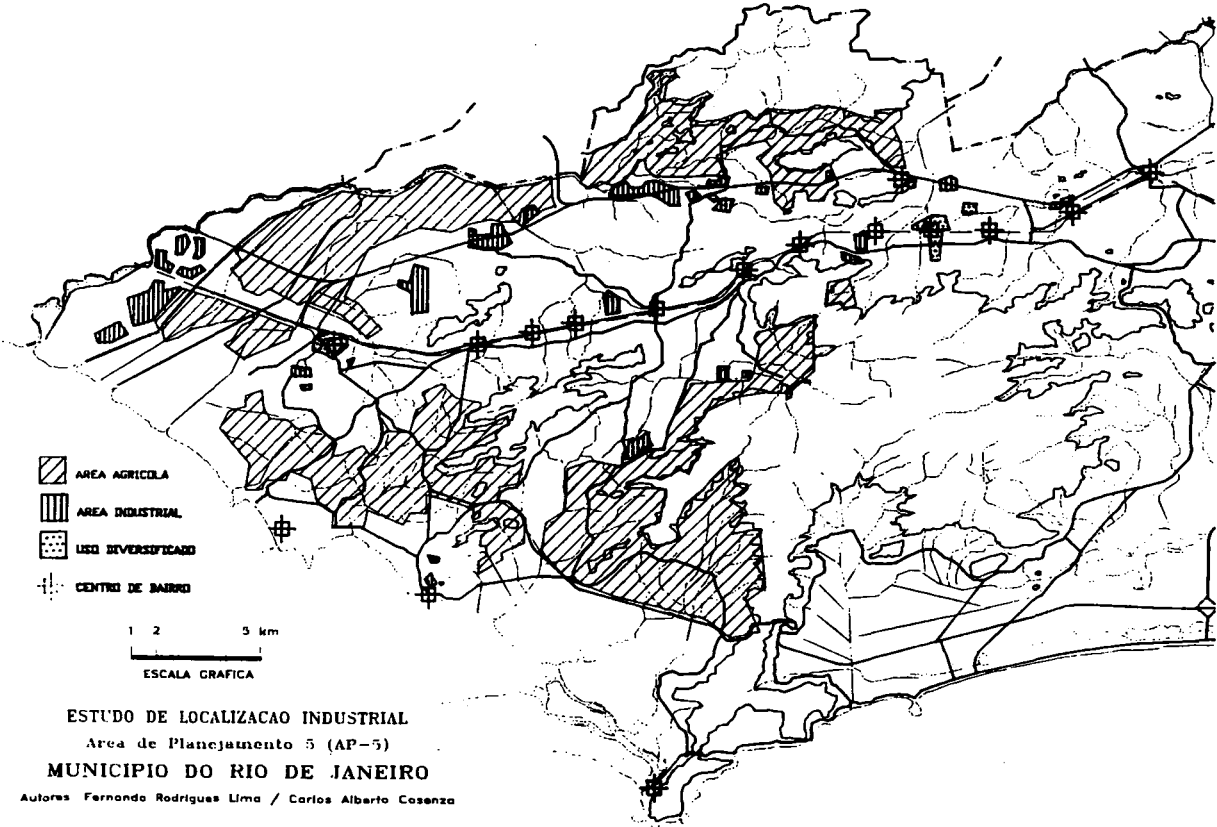 AREA AGRICOLA
AREA INDUSTRIAL
USO DIVERSIFICADO
CENTRO DE BAIRRO
1 2 5 km
ESCALA GRAFICA
ESTUDO DE LOCALIZACAO INDUSTRIAL
Area de Planejamento 5 (AP-5)
MUNICIPIO DO RIO DE JANEIRO
Autores Fernando Rodrigues Lima / Carlos Alberto Cosenza